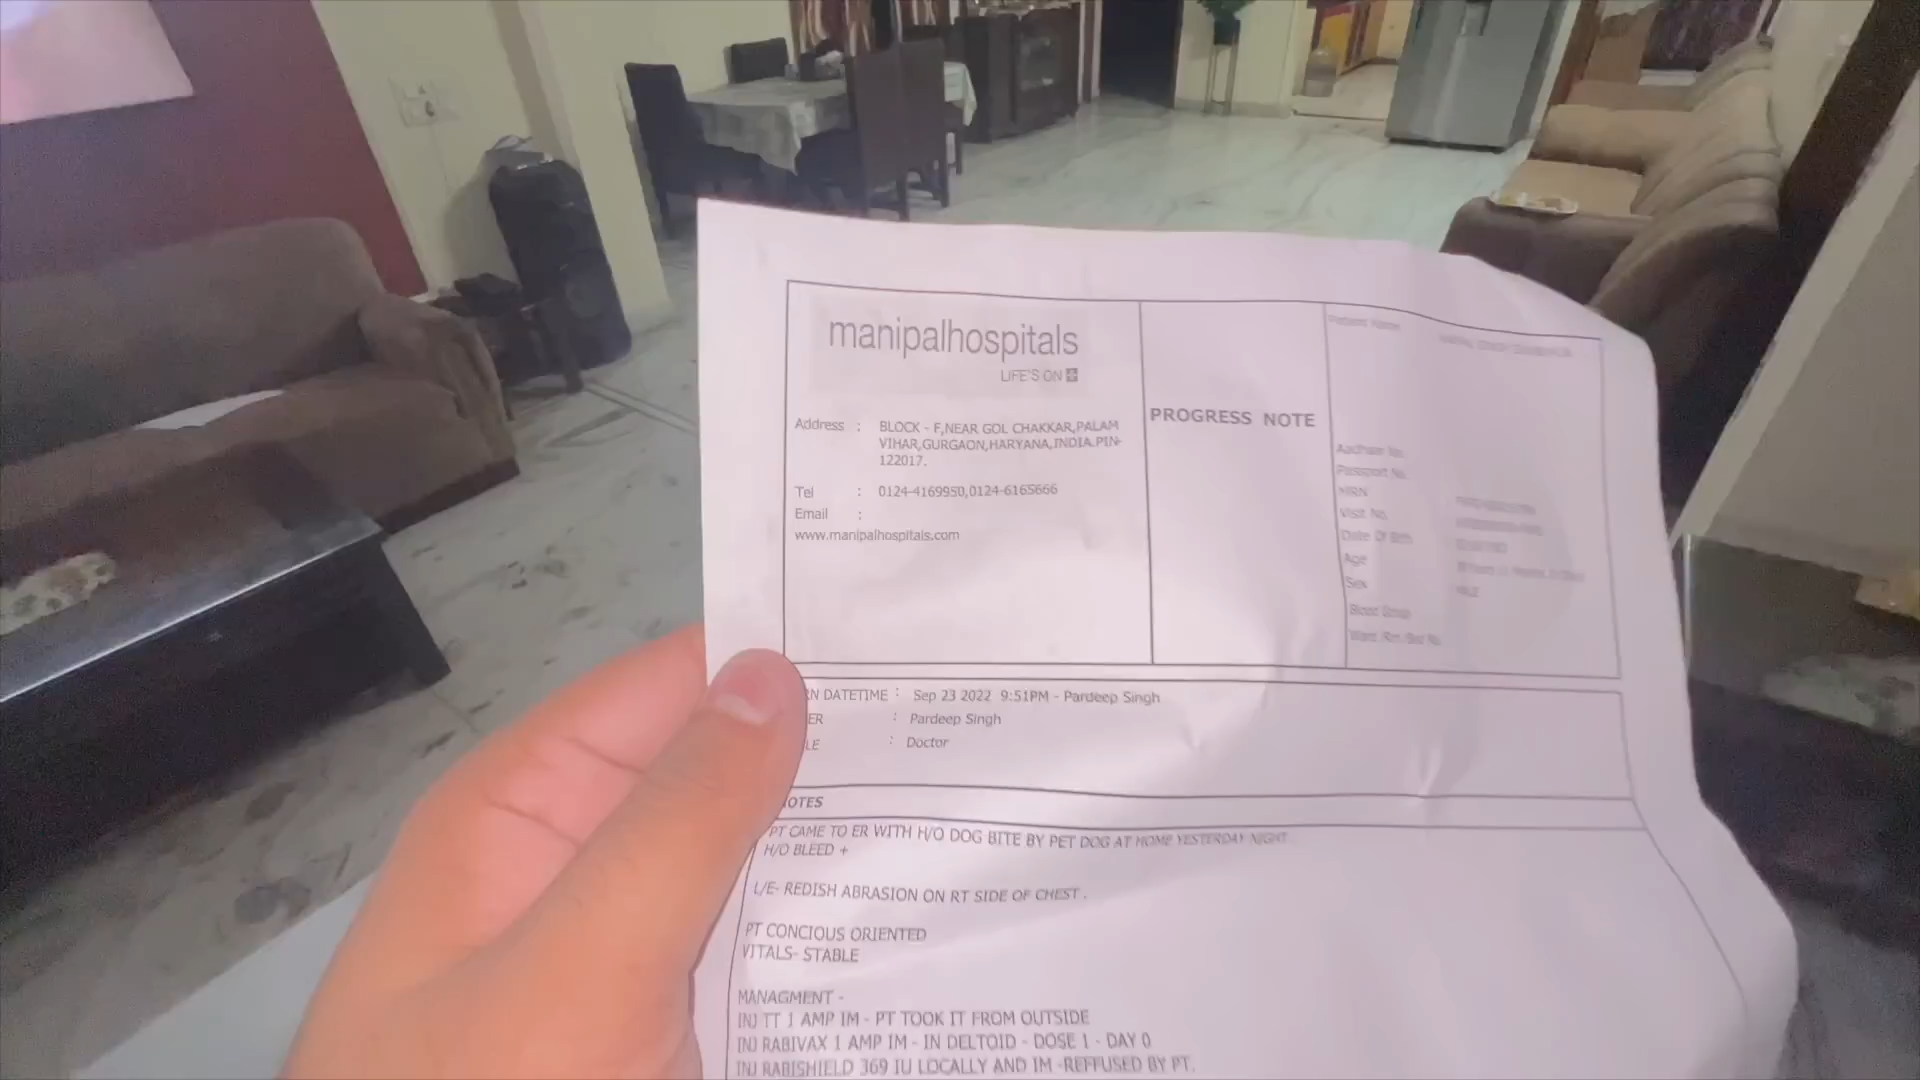 manipalhospitals
LIFE'S ON
Address : BLOCK - F,NEAR GOL CHAKKAR,PALAM
VIHAR,GURGAON,HARYANA,INDIA.PIN-
122017.
Tel : 0124-4169950,0124-6165666
Email :
www.manipalhospitals.com
PROGRESS NOTE
Patient Name
Aadhaar No.
Passport No.
MRN
Visit No.
Date Of Birth
Age
Sex
Blood Group
MALE
RN DATETIME : Sep 23 2022 9:51PM - Pardeep Singh
ER : Pardeep Singh
LE : Doctor
OTES
PT CAME TO ER WITH H/O DOG BITE BY PET DOG AT HOME YESTERDAY NIGHT
H/O BLEED +
L/E- REDISH ABRASION ON RT SIDE OF CHEST .
PT CONCIOUS ORIENTED
VITALS- STABLE
MANAGMENT -
INJ TT 1 AMP IM - PT TOOK IT FROM OUTSIDE
INJ RABIVAX 1 AMP IM - IN DELTOID - DOSE 1 - DAY 0
INJ RABISHIELD 369 IU LOCALLY AND IM -REFFUSED BY PT.